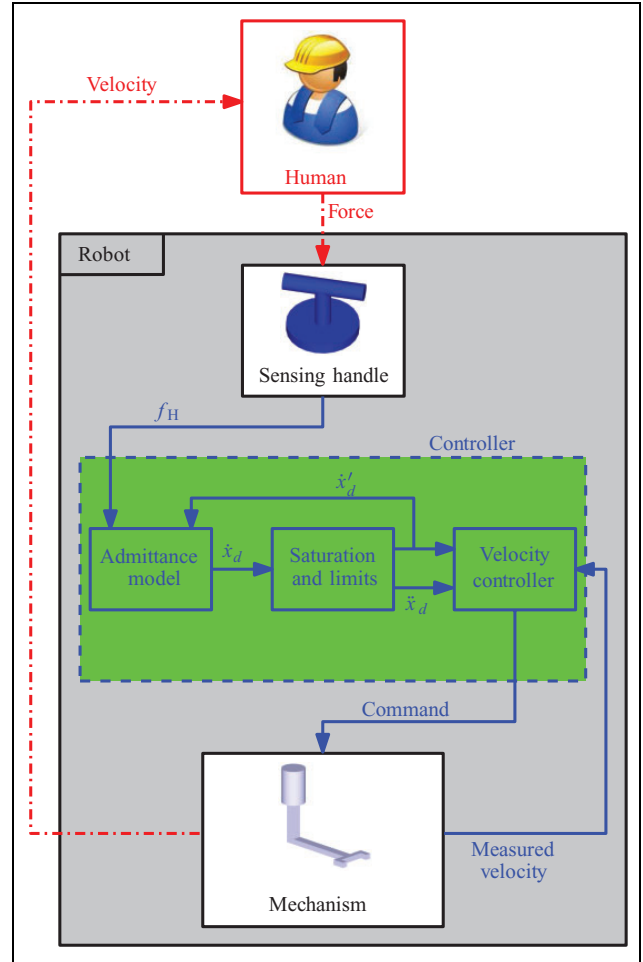 Velocity
Human
Force
Robot
Sensing handle
f_H
Controller
ẋ′_d
Admittance
model
ẋ_d
Saturation
and limits
ẍ_d
Velocity
controller
Command
Measured
velocity
Mechanism